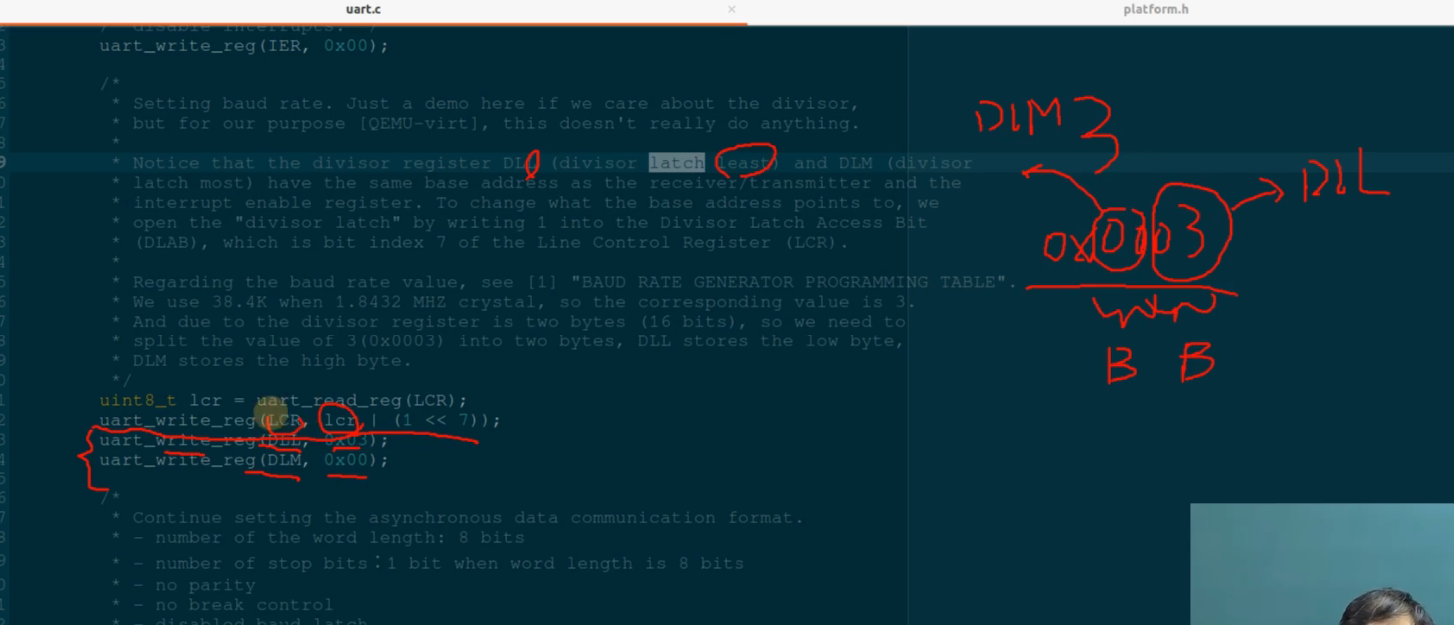 uart.c
platform.h
uart_write_reg(IER, 0x00);
/*
* Setting baud rate. Just a demo here if we care about the divisor,
* but for our purpose [QEMU-virt], this doesn't really do anything.
*
* Notice that the divisor register DLL (divisor latch least) and DLM (divisor
* latch most) have the same base address as the receiver/transmitter and the
* interrupt enable register. To change what the base address points to, we
* open the "divisor latch" by writing 1 into the Divisor Latch Access Bit
* (DLAB), which is bit index 7 of the Line Control Register (LCR).
*
* Regarding the baud rate value, see [1] "BAUD RATE GENERATOR PROGRAMMING TABLE".
* We use 38.4K when 1.8432 MHZ crystal, so the corresponding value is 3.
* And due to the divisor register is two bytes (16 bits), so we need to
* split the value of 3(0x0003) into two bytes, DLL stores the low byte,
* DLM stores the high byte.
*/
uint8_t lcr = uart_read_reg(LCR);
uart_write_reg(LCR, lcr | (1 << 7));
uart_write_reg(DLL, 0x03);
uart_write_reg(DLM, 0x00);
/*
* Continue setting the asynchronous data communication format.
* - number of the word length: 8 bits
* - number of stop bits：1 bit when word length is 8 bits
* - no parity
* - no break control
* - disabled baud latch
DLM
3
DLL
0x0003
B B